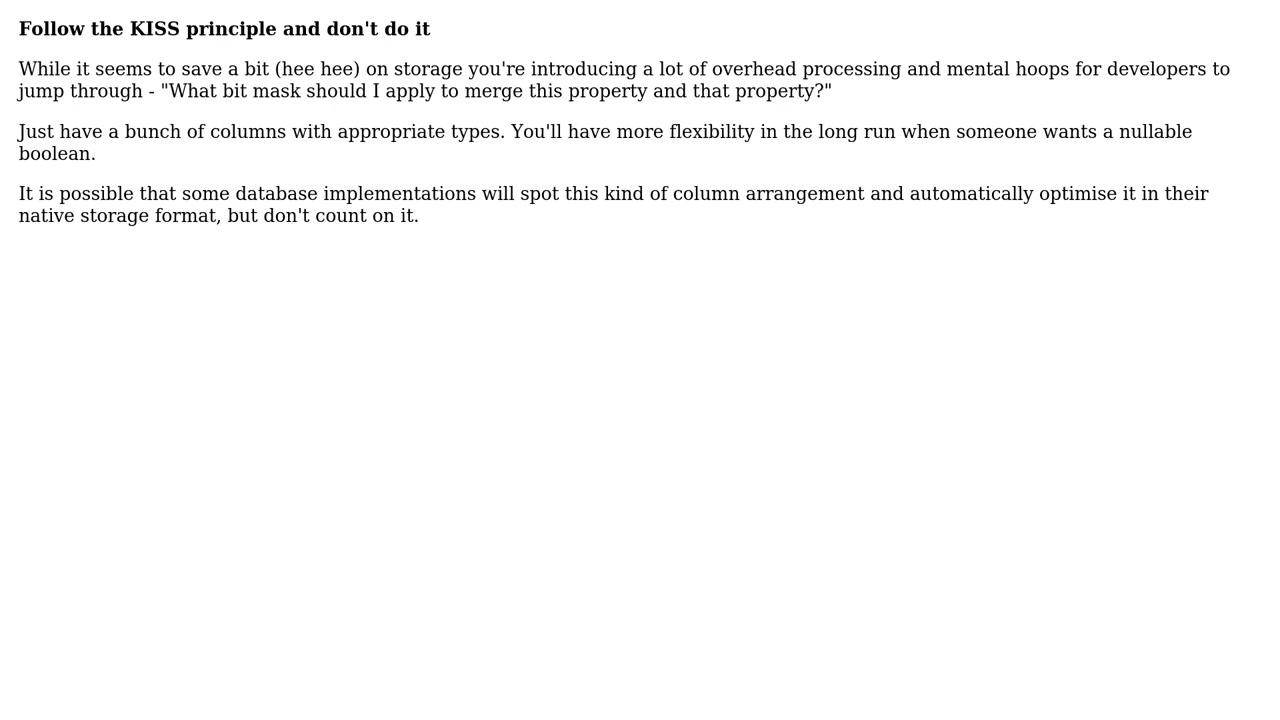 Follow the KISS principle and don't do it
While it seems to save a bit (hee hee) on storage you're introducing a lot of overhead processing and mental hoops for developers to
jump through - "What bit mask should I apply to merge this property and that property?"
Just have a bunch of columns with appropriate types. You'll have more flexibility in the long run when someone wants a nullable
boolean.
It is possible that some database implementations will spot this kind of column arrangement and automatically optimise it in their
native storage format, but don't count on it.